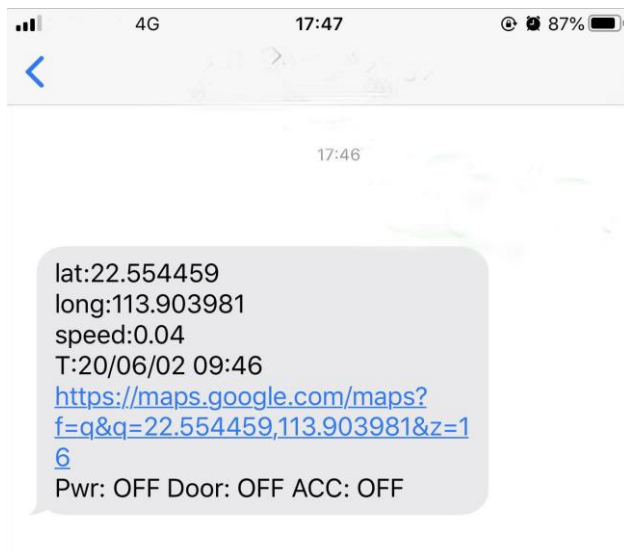 4G 17:47 87%
17:46
lat:22.554459
long:113.903981
speed:0.04
T:20/06/02 09:46
https://maps.google.com/maps?
f=q&q=22.554459,113.903981&z=1
6
Pwr: OFF Door: OFF ACC: OFF